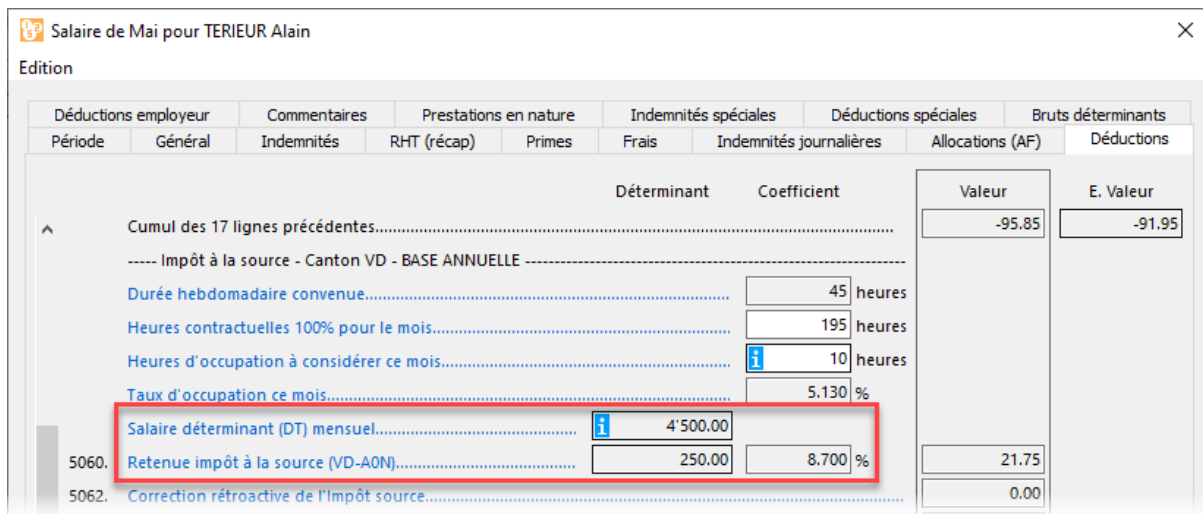 Salaire de Mai pour TERIEUR Alain
Edition
Déductions employeur Commentaires Prestations en nature Indemnités spéciales Déductions spéciales Bruts déterminants
Période Général Indemnités RHT (récap) Primes Frais Indemnités journalières Allocations (AF) Déductions
Déterminant Coefficient Valeur E. Valeur
Cumul des 17 lignes précédentes -95.85 -91.95
----- Impôt à la source - Canton VD - BASE ANNUELLE -----
Durée hebdomadaire convenue 45 heures
Heures contractuelles 100% pour le mois 195 heures
Heures d'occupation à considérer ce mois i 10 heures
Taux d'occupation ce mois 5.130 %
Salaire déterminant (DT) mensuel i 4'500.00
5060. Retenue impôt à la source (VD-A0N) 250.00 8.700 % 21.75
5062. Correction rétroactive de l'Impôt source 0.00